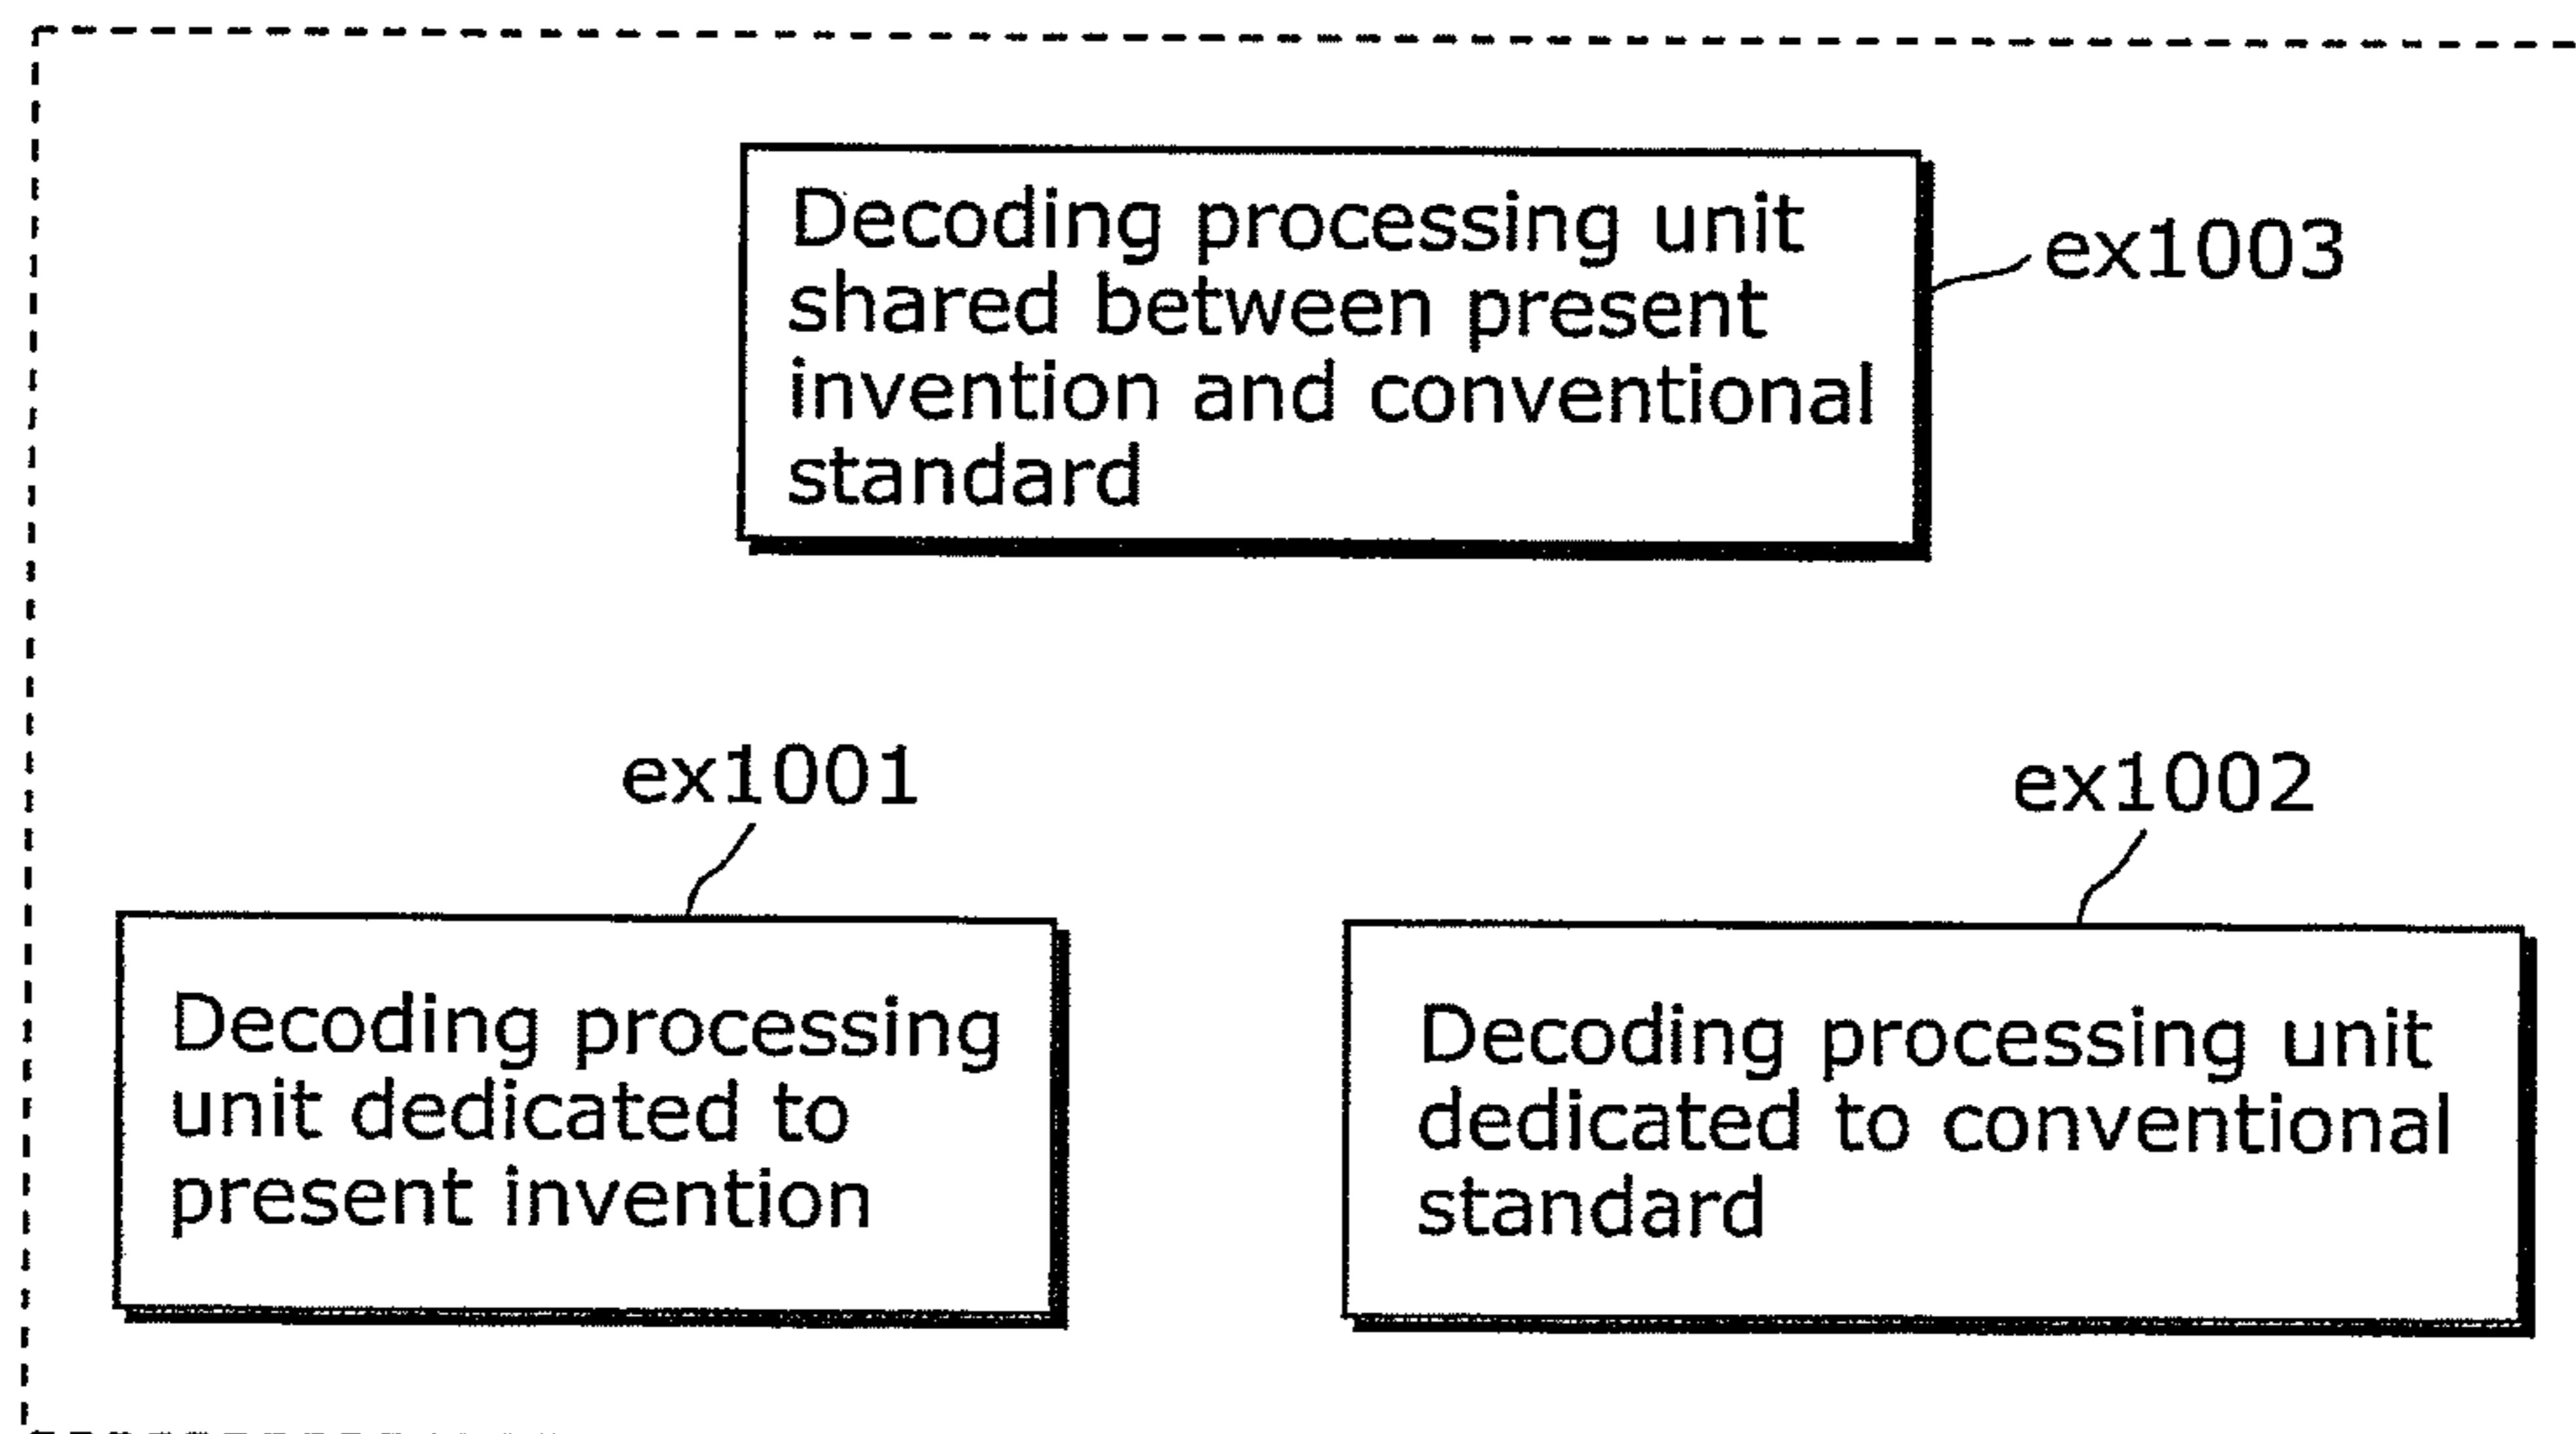 Decoding processing unit
shared between present
invention and conventional
standard
ex1003
ex1001
ex1002
Decoding processing
unit dedicated to
present invention
Decoding processing unit
dedicated to conventional
standard